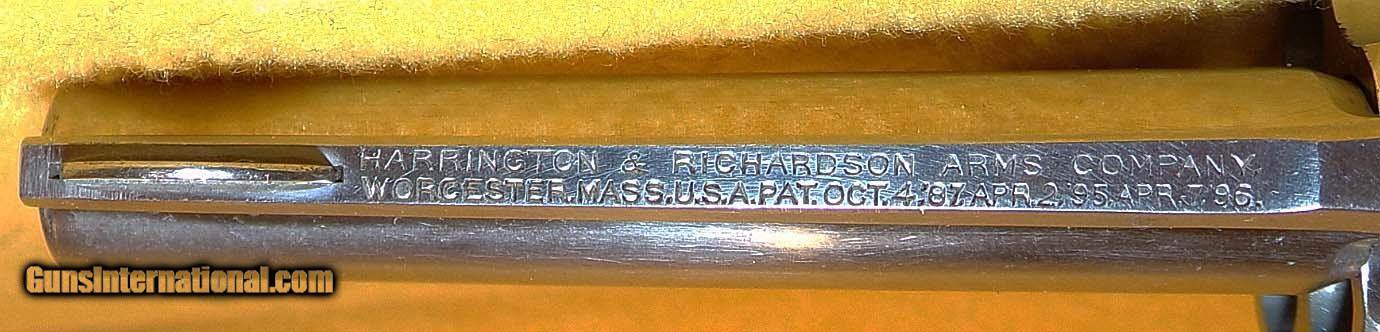 HARRINGTON & RICHARDSON ARMS COMPANY.
WORCESTER.MASS.U.S.A.PAT.OCT.4.'87.APR.2.'95.APR.7.'96.
GunsInternational.com